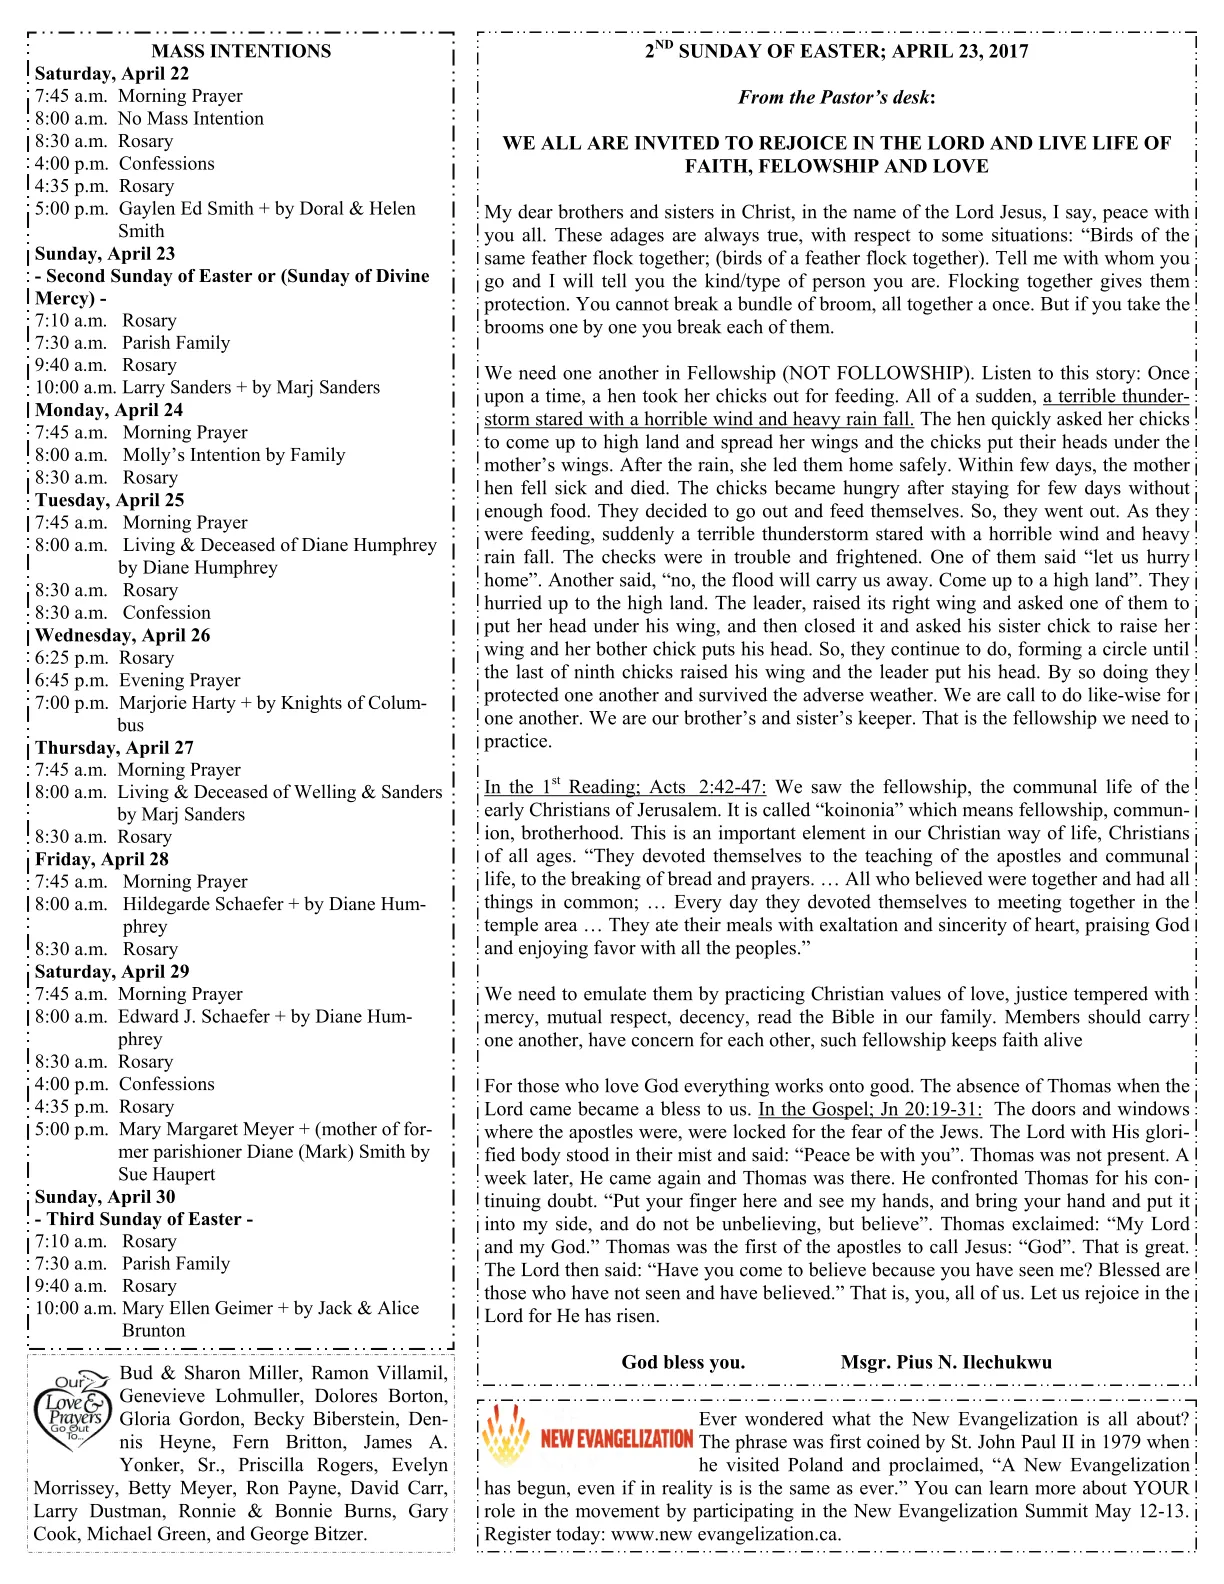 MASS INTENTIONS
Saturday, April 22
7:45 a.m. Morning Prayer
8:00 a.m. No Mass Intention
8:30 a.m. Rosary
4:00 p.m. Confessions
4:35 p.m. Rosary
5:00 p.m. Gaylen Ed Smith + by Doral & Helen
Smith
Sunday, April 23
- Second Sunday of Easter or (Sunday of Divine
Mercy) -
7:10 a.m. Rosary
7:30 a.m. Parish Family
9:40 a.m. Rosary
10:00 a.m. Larry Sanders + by Marj Sanders
Monday, April 24
7:45 a.m. Morning Prayer
8:00 a.m. Molly's Intention by Family
8:30 a.m. Rosary
Tuesday, April 25
7:45 a.m. Morning Prayer
8:00 a.m. Living & Deceased of Diane Humphrey
by Diane Humphrey
8:30 a.m. Rosary
8:30 a.m. Confession
Wednesday, April 26
6:25 p.m. Rosary
6:45 p.m. Evening Prayer
7:00 p.m. Marjorie Harty + by Knights of Colum-
bus
Thursday, April 27
7:45 a.m. Morning Prayer
8:00 a.m. Living & Deceased of Welling & Sanders
by Marj Sanders
8:30 a.m. Rosary
Friday, April 28
7:45 a.m. Morning Prayer
8:00 a.m. Hildegarde Schaefer + by Diane Hum-
phrey
8:30 a.m. Rosary
Saturday, April 29
7:45 a.m. Morning Prayer
8:00 a.m. Edward J. Schaefer + by Diane Hum-
phrey
8:30 a.m. Rosary
4:00 p.m. Confessions
4:35 p.m. Rosary
5:00 p.m. Mary Margaret Meyer + (mother of for-
mer parishioner Diane (Mark) Smith by
Sue Haupert
Sunday, April 30
- Third Sunday of Easter -
7:10 a.m. Rosary
7:30 a.m. Parish Family
9:40 a.m. Rosary
10:00 a.m. Mary Ellen Geimer + by Jack & Alice
Brunton
Our
Love &
Prayers
Go Out
To...
Bud & Sharon Miller, Ramon Villamil,
Genevieve Lohmuller, Dolores Borton,
Gloria Gordon, Becky Biberstein, Den-
nis Heyne, Fern Britton, James A.
Yonker, Sr., Priscilla Rogers, Evelyn
Morrissey, Betty Meyer, Ron Payne, David Carr,
Larry Dustman, Ronnie & Bonnie Burns, Gary
Cook, Michael Green, and George Bitzer.
2ND SUNDAY OF EASTER; APRIL 23, 2017
From the Pastor's desk:
WE ALL ARE INVITED TO REJOICE IN THE LORD AND LIVE LIFE OF
FAITH, FELOWSHIP AND LOVE
My dear brothers and sisters in Christ, in the name of the Lord Jesus, I say, peace with
you all. These adages are always true, with respect to some situations: “Birds of the
same feather flock together; (birds of a feather flock together). Tell me with whom you
go and I will tell you the kind/type of person you are. Flocking together gives them
protection. You cannot break a bundle of broom, all together a once. But if you take the
brooms one by one you break each of them.
We need one another in Fellowship (NOT FOLLOWSHIP). Listen to this story: Once
upon a time, a hen took her chicks out for feeding. All of a sudden, a terrible thunder-
storm stared with a horrible wind and heavy rain fall. The hen quickly asked her chicks
to come up to high land and spread her wings and the chicks put their heads under the
mother's wings. After the rain, she led them home safely. Within few days, the mother
hen fell sick and died. The chicks became hungry after staying for few days without
enough food. They decided to go out and feed themselves. So, they went out. As they
were feeding, suddenly a terrible thunderstorm stared with a horrible wind and heavy
rain fall. The checks were in trouble and frightened. One of them said “let us hurry
home”. Another said, “no, the flood will carry us away. Come up to a high land”. They
hurried up to the high land. The leader, raised its right wing and asked one of them to
put her head under his wing, and then closed it and asked his sister chick to raise her
wing and her bother chick puts his head. So, they continue to do, forming a circle until
the last of ninth chicks raised his wing and the leader put his head. By so doing they
protected one another and survived the adverse weather. We are call to do like-wise for
one another. We are our brother's and sister's keeper. That is the fellowship we need to
practice.
In the 1st Reading; Acts 2:42-47: We saw the fellowship, the communal life of the
early Christians of Jerusalem. It is called “koinonia” which means fellowship, commun-
ion, brotherhood. This is an important element in our Christian way of life, Christians
of all ages. “They devoted themselves to the teaching of the apostles and communal
life, to the breaking of bread and prayers. … All who believed were together and had all
things in common; … Every day they devoted themselves to meeting together in the
temple area … They ate their meals with exaltation and sincerity of heart, praising God
and enjoying favor with all the peoples.”
We need to emulate them by practicing Christian values of love, justice tempered with
mercy, mutual respect, decency, read the Bible in our family. Members should carry
one another, have concern for each other, such fellowship keeps faith alive
For those who love God everything works onto good. The absence of Thomas when the
Lord came became a bless to us. In the Gospel; Jn 20:19-31: The doors and windows
where the apostles were, were locked for the fear of the Jews. The Lord with His glori-
fied body stood in their mist and said: “Peace be with you”. Thomas was not present. A
week later, He came again and Thomas was there. He confronted Thomas for his con-
tinuing doubt. “Put your finger here and see my hands, and bring your hand and put it
into my side, and do not be unbelieving, but believe”. Thomas exclaimed: “My Lord
and my God.” Thomas was the first of the apostles to call Jesus: “God”. That is great.
The Lord then said: “Have you come to believe because you have seen me? Blessed are
those who have not seen and have believed.” That is, you, all of us. Let us rejoice in the
Lord for He has risen.
God bless you. Msgr. Pius N. Ilechukwu
NEW EVANGELIZATION
Ever wondered what the New Evangelization is all about?
The phrase was first coined by St. John Paul II in 1979 when
he visited Poland and proclaimed, “A New Evangelization
has begun, even if in reality is is the same as ever.” You can learn more about YOUR
role in the movement by participating in the New Evangelization Summit May 12-13.
Register today: www.new evangelization.ca.